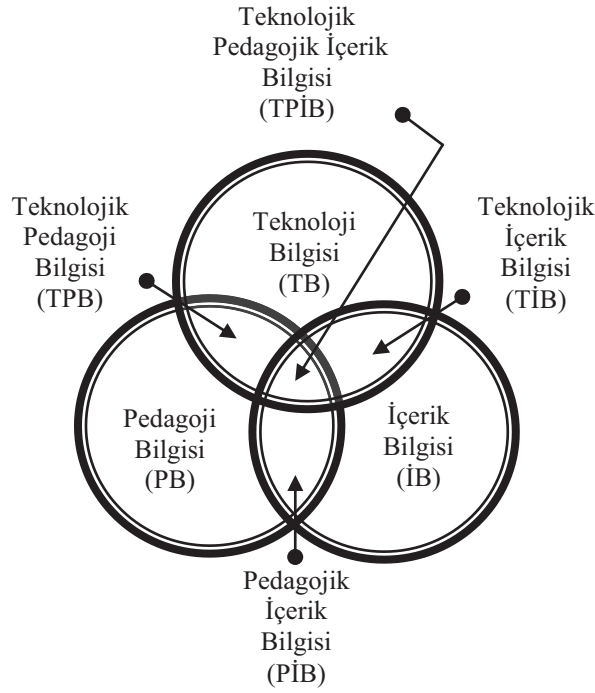 Teknolojik
Pedagojik İçerik
Bilgisi
(TPİB)
Teknolojik
Pedagoji
Bilgisi
(TPB)
Teknoloji
Bilgisi
(TB)
Teknolojik
İçerik
Bilgisi
(TİB)
Pedagoji
Bilgisi
(PB)
İçerik
Bilgisi
(İB)
Pedagojik
İçerik
Bilgisi
(PİB)